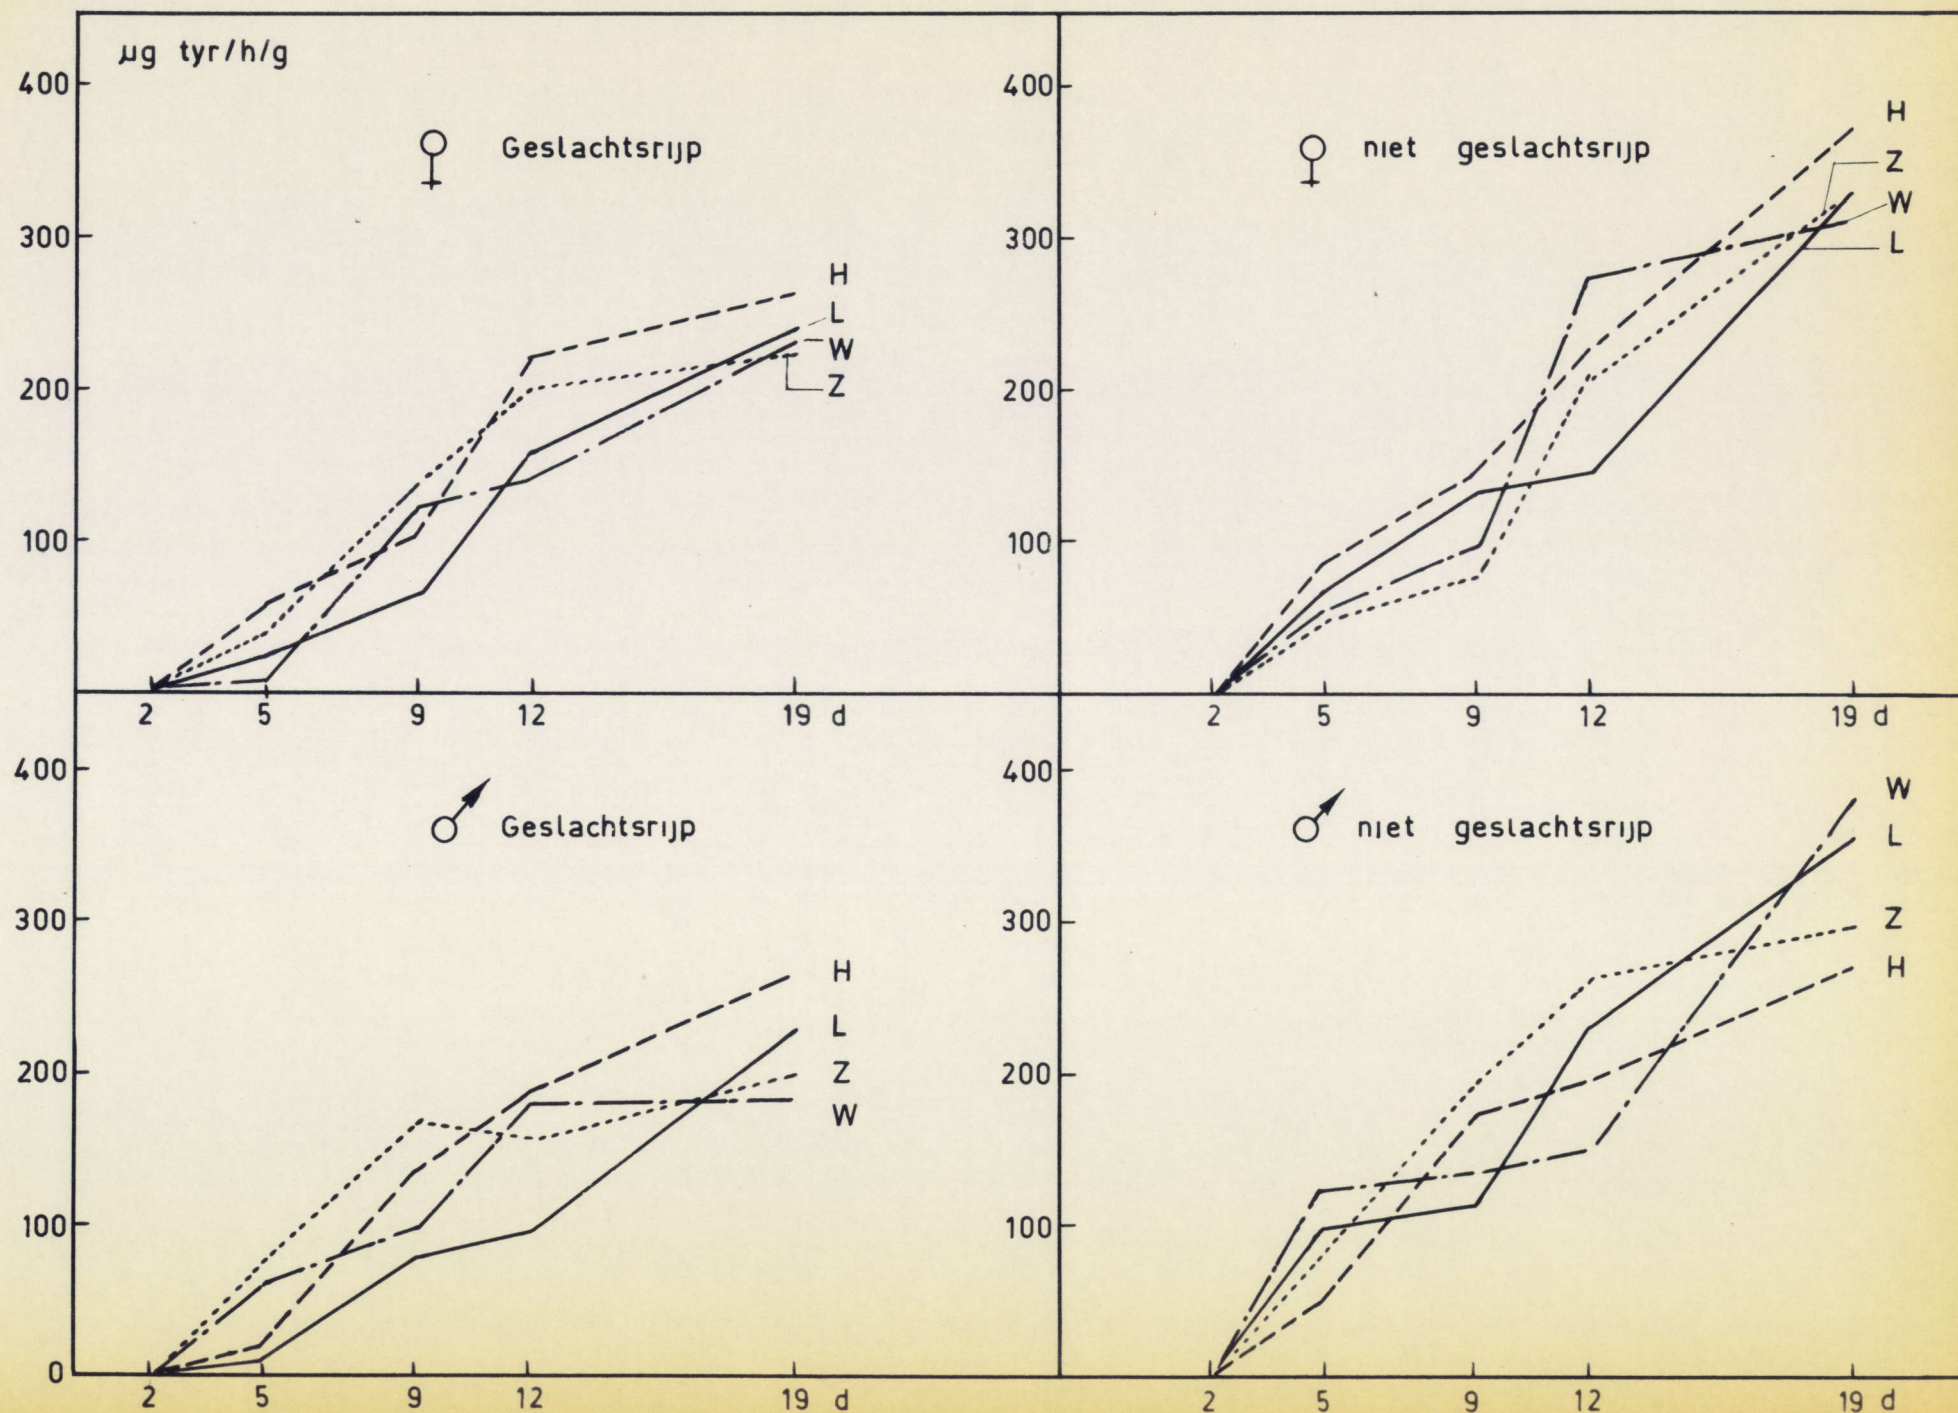 µg tyr/h/g
400
300
200
100
♀ Geslachtsrijp
H
L
W
Z
2 5 9 12 19 d
400
300
200
100
♀ niet geslachtsrijp
H
Z
W
L
2 5 9 12 19 d
400
300
200
100
0
♂ Geslachtsrijp
H
L
Z
W
2 5 9 12 19 d
400
300
200
100
♂ niet geslachtsrijp
W
L
Z
H
2 5 9 12 19 d